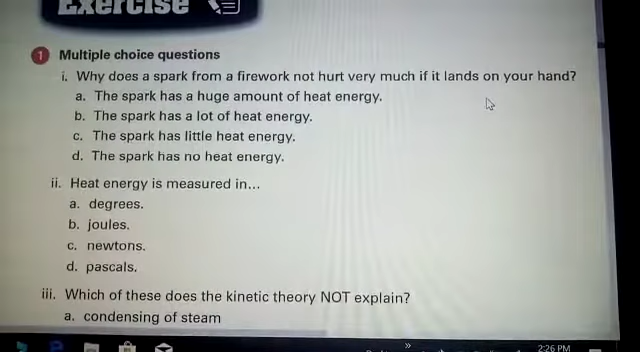 Exercise
1 Multiple choice questions
i. Why does a spark from a firework not hurt very much if it lands on your hand?
a. The spark has a huge amount of heat energy.
b. The spark has a lot of heat energy.
c. The spark has little heat energy.
d. The spark has no heat energy.
ii. Heat energy is measured in...
a. degrees.
b. joules.
c. newtons.
d. pascals.
iii. Which of these does the kinetic theory NOT explain?
a. condensing of steam
2:26 PM